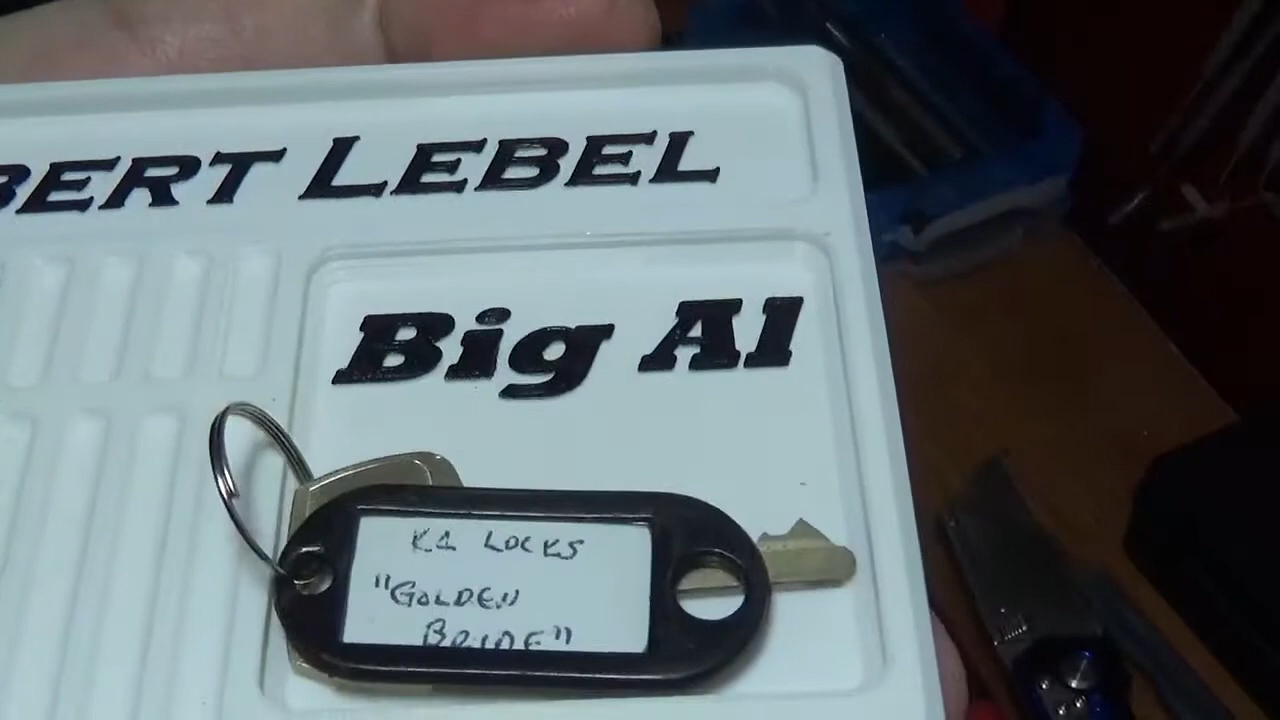 BERT LEBEL
Big Al
KA LOCKS
"GOLDEN
BRIDE"